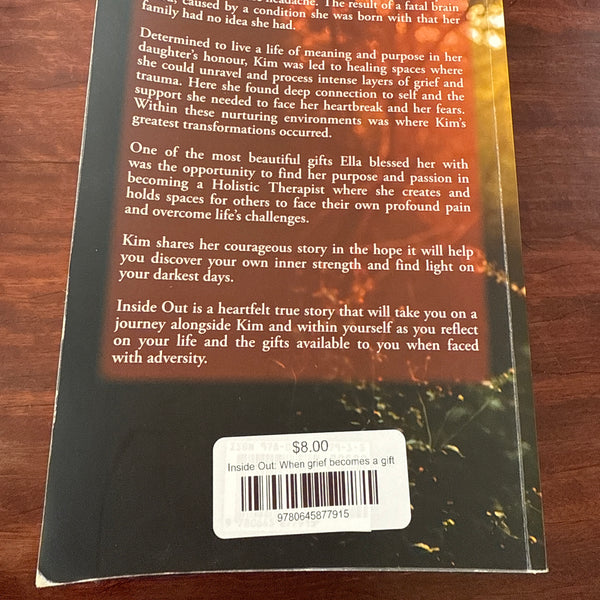 headache. The result of a fatal brain
caused by a condition she was born with that her
family had no idea she had.
Determined to live a life of meaning and purpose in her
daughter's honour, Kim was led to healing spaces where
she could unravel and process intense layers of grief and
trauma. Here she found deep connection to self and the
support she needed to face her heartbreak and her fears.
Within these nurturing environments was where Kim's
greatest transformations occurred.
One of the most beautiful gifts Ella blessed her with
was the opportunity to find her purpose and passion in
becoming a Holistic Therapist where she creates and
holds spaces for others to face their own profound pain
and overcome life's challenges.
Kim shares her courageous story in the hope it will help
you discover your own inner strength and find light on
your darkest days.
Inside Out is a heartfelt true story that will take you on a
journey alongside Kim and within yourself as you reflect
on your life and the gifts available to you when faced
with adversity.
$8.00
Inside Out: When grief becomes a gift
9780645877915